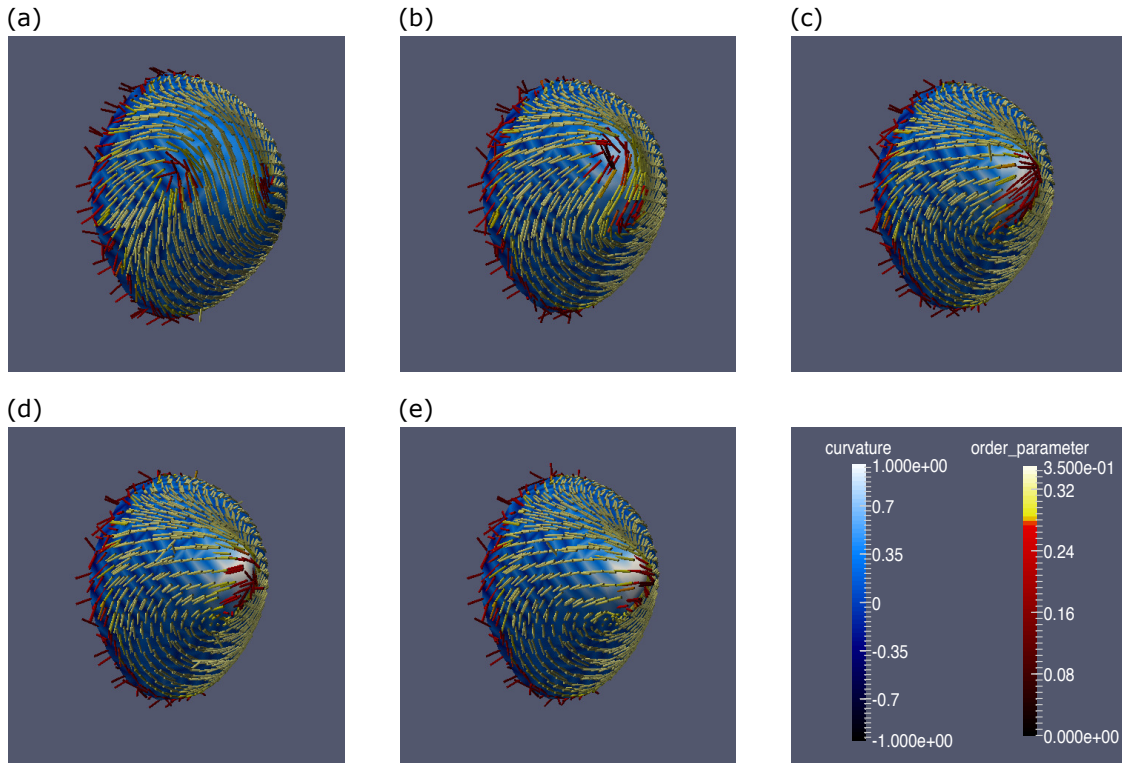 (a)
(b)
(c)
(d)
(e)
curvature
1.000e+00
0.7
0.35
0
-0.35
-0.7
-1.000e+00
order_parameter
3.500e-01
0.32
0.24
0.16
0.08
0.000e+00